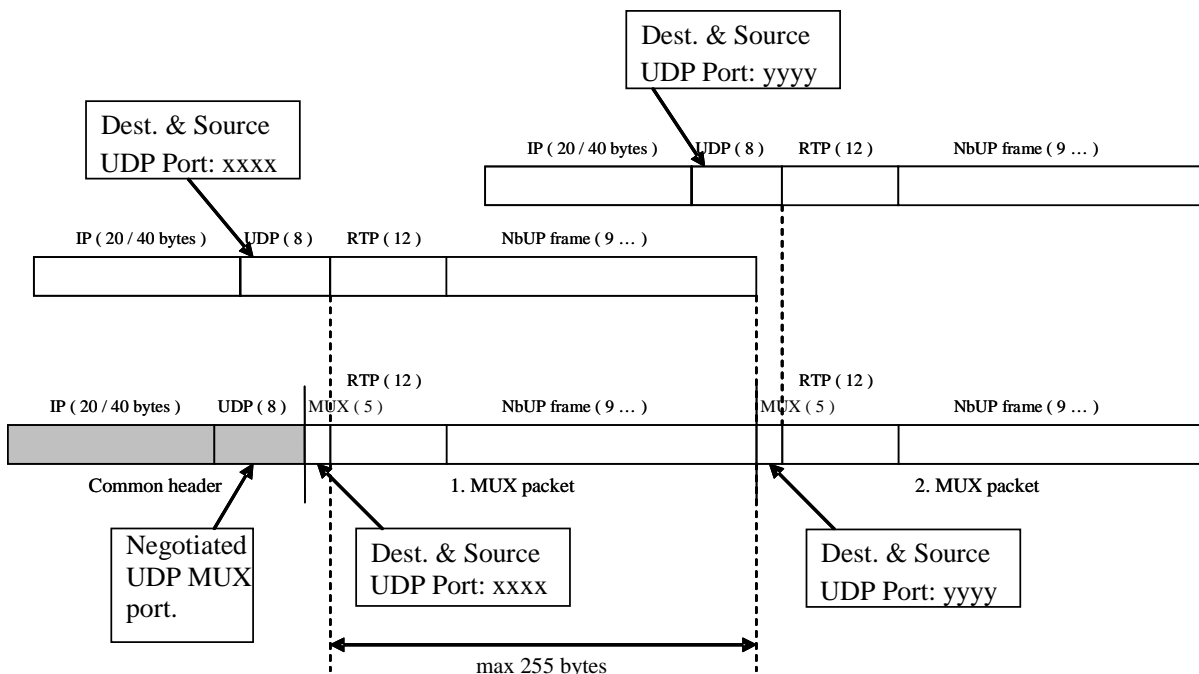 Dest. & Source
UDP Port: yyyy
Dest. & Source
UDP Port: xxxx
IP ( 20 / 40 bytes ) UDP ( 8 ) RTP ( 12 ) NbUP frame ( 9 ... )
IP ( 20 / 40 bytes ) UDP ( 8 ) RTP ( 12 ) NbUP frame ( 9 ... )
RTP ( 12 ) RTP ( 12 )
IP ( 20 / 40 bytes ) UDP ( 8 ) MUX ( 5 ) NbUP frame ( 9 ... ) MUX ( 5 ) NbUP frame ( 9 ... )
Common header 1. MUX packet 2. MUX packet
Negotiated
UDP MUX
port.
Dest. & Source
UDP Port: xxxx
Dest. & Source
UDP Port: yyyy
max 255 bytes